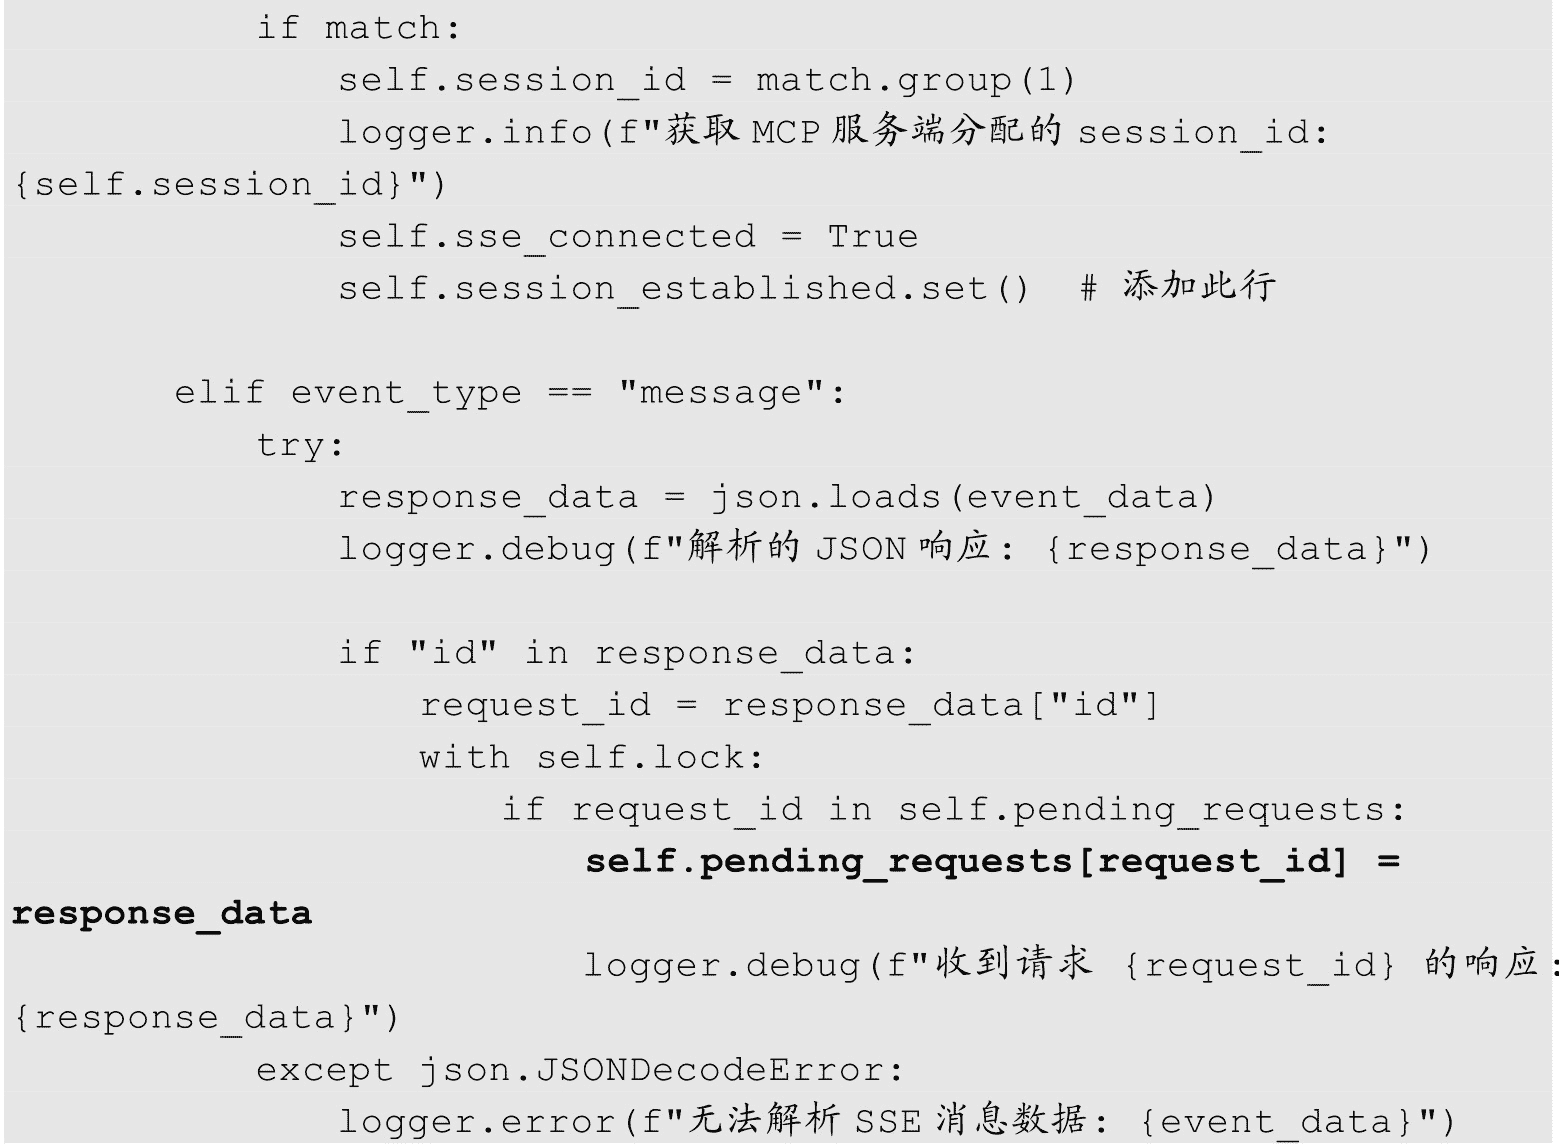 if match:
self.session_id = match.group(1)
logger.info(f"获取 MCP 服务端分配的 session_id:
{self.session_id}")
self.sse_connected = True
self.session_established.set()  # 添加此行
elif event_type == "message":
try:
response_data = json.loads(event_data)
logger.debug(f"解析的 JSON 响应: {response_data}")
if "id" in response_data:
request_id = response_data["id"]
with self.lock:
if request_id in self.pending_requests:
self.pending_requests[request_id] =
response_data
logger.debug(f"收到请求 {request_id} 的响应:
{response_data}")
except json.JSONDecodeError:
logger.error(f"无法解析 SSE 消息数据: {event_data}")